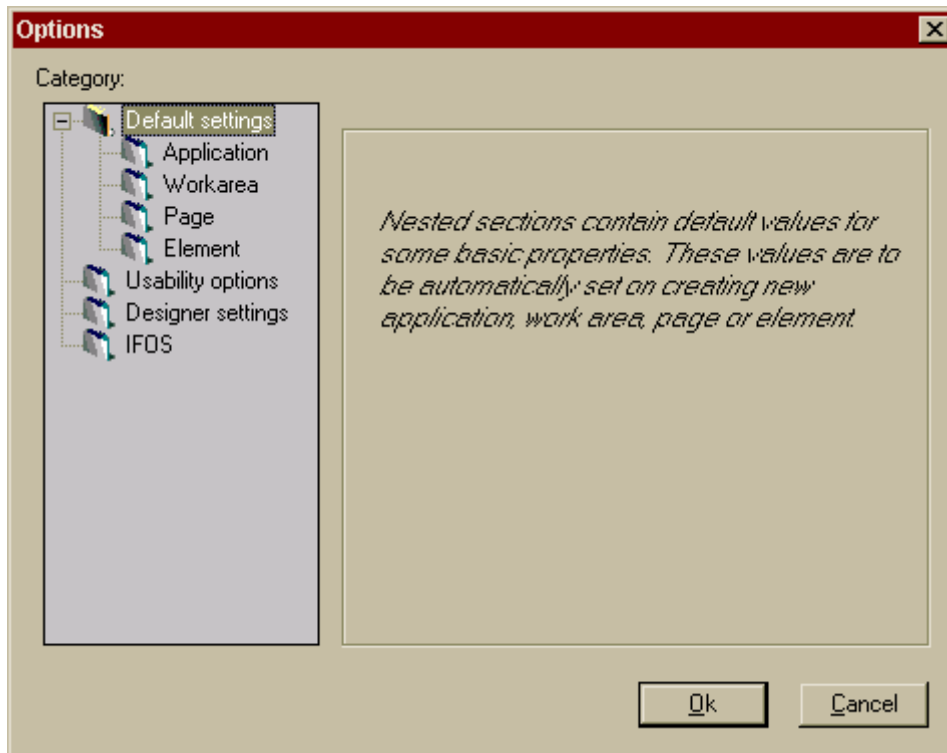 Options
Category:
Default settings
Application
Workarea
Page
Element
Usability options
Designer settings
IFOS
Nested sections contain default values for
some basic properties. These values are to
be automatically set on creating new
application, work area, page or element.
Ok
Cancel